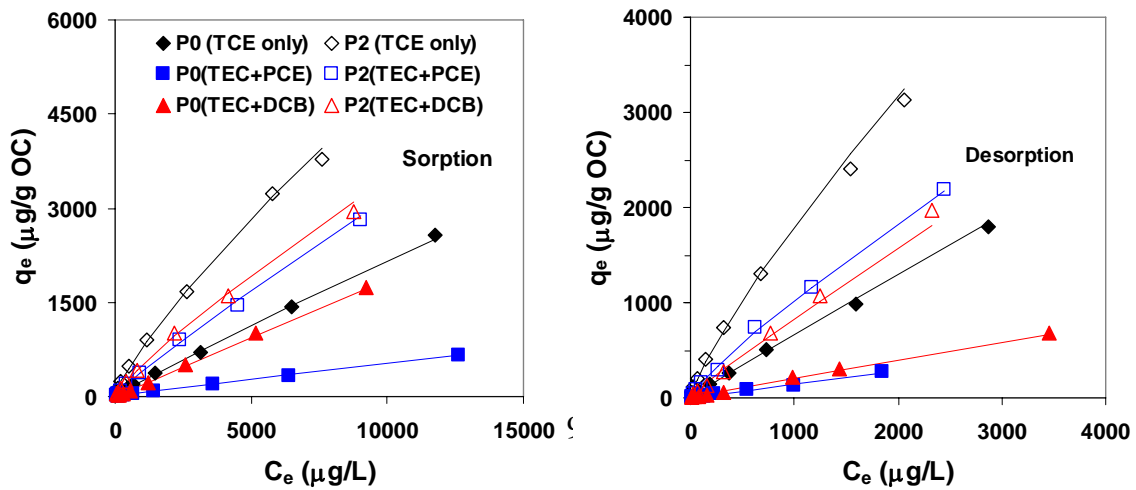 6000
4500
3000
1500
0
q_e (μg/g OC)
P0 (TCE only) P2 (TCE only)
P0(TEC+PCE) P2(TEC+PCE)
P0(TEC+DCB) P2(TEC+DCB)
Sorption
0 5000 10000 15000
C_e (μg/L)
4000
3000
2000
1000
0
q_e (μg/g OC)
Desorption
0 1000 2000 3000 4000
C_e (μg/L)